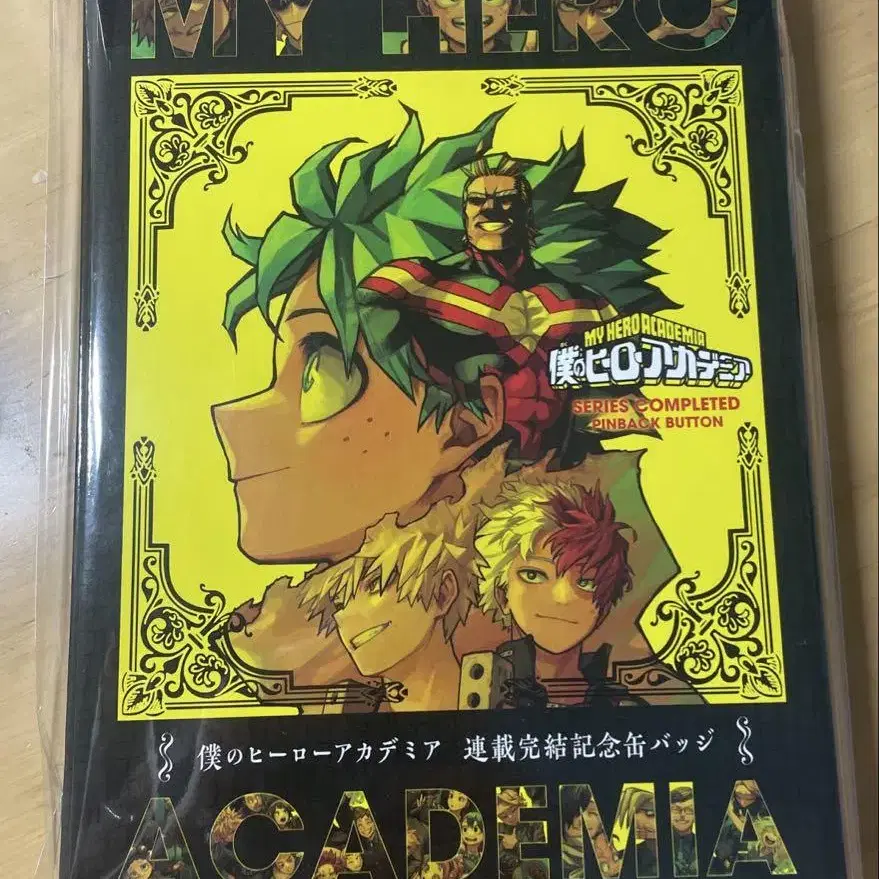 MY HERO
MY HERO ACADEMIA
僕のヒーローアカデミア
SERIES COMPLETED
PINBACK BUTTON
僕のヒーローアカデミア 連載完結記念缶バッジ
ACADEMIA